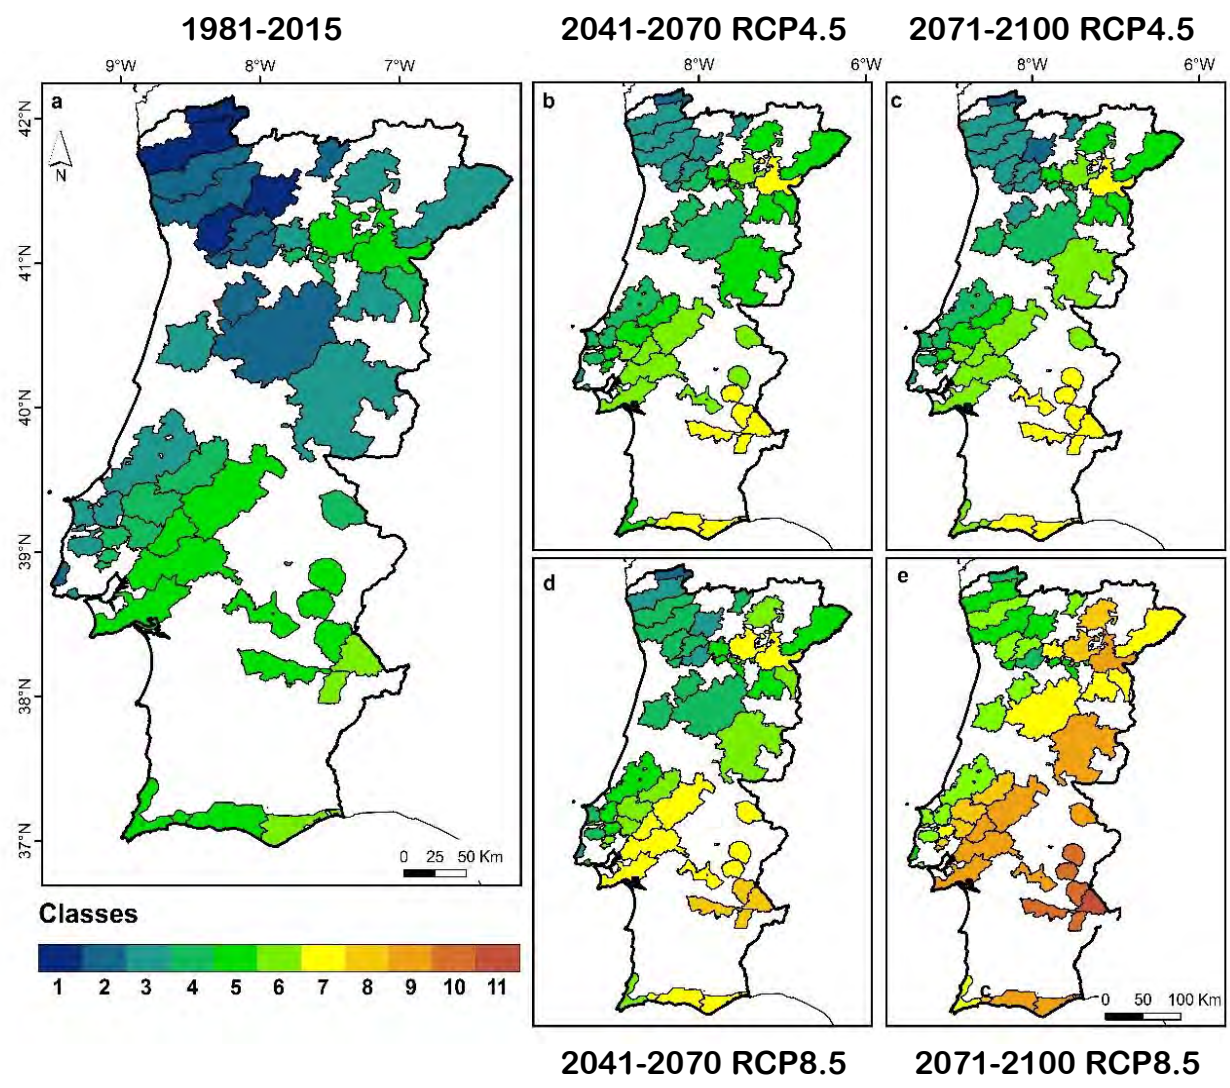 1981-2015
2041-2070 RCP4.5
2071-2100 RCP4.5
9°W 8°W 7°W
8°W 6°W
8°W 6°W
a
b
c
42°N
N
41°N
40°N
39°N
38°N
37°N
0 25 50 Km
d
e
c
0 50 100 Km
Classes
1 2 3 4 5 6 7 8 9 10 11
2041-2070 RCP8.5
2071-2100 RCP8.5